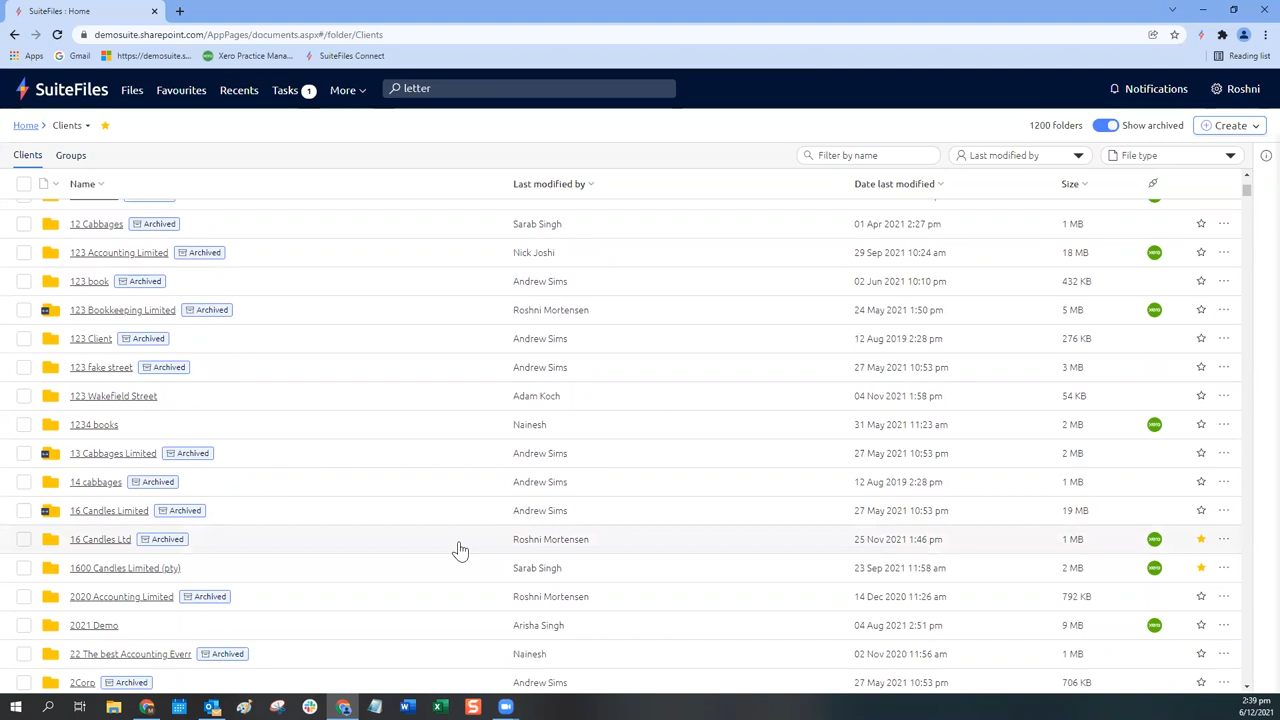 SuiteFiles : Home
demosuite.sharepoint.com/AppPages/documents.aspx#/folder/Clients
Apps Gmail https://demosuite.s... Xero Practice Mana... SuiteFiles Connect Reading list
SuiteFiles Files Favourites Recents Tasks 1 More letter Notifications Roshni
Home Clients 1200 folders Show archived Create
Clients Groups Filter by name Last modified by File type
Name Last modified by Date last modified Size
12 Cabbages Archived Sarab Singh 01 Apr 2021 2:27 pm 1 MB
123 Accounting Limited Archived Nick Joshi 29 Sep 2021 10:24 am 18 MB xero
123 book Archived Andrew Sims 02 Jun 2021 10:10 pm 432 KB
123 Bookkeeping Limited Archived Roshni Mortensen 24 May 2021 1:50 pm 5 MB xero
123 Client Archived Andrew Sims 12 Aug 2019 2:28 pm 276 KB
123 fake street Archived Andrew Sims 27 May 2021 10:53 pm 3 MB
123 Wakefield Street Adam Koch 04 Nov 2021 1:58 pm 54 KB
1234 books Nainesh 31 May 2021 11:23 am 2 MB xero
13 Cabbages Limited Archived Andrew Sims 27 May 2021 10:53 pm 2 MB
14 cabbages Archived Andrew Sims 12 Aug 2019 2:28 pm 1 MB
16 Candles Limited Archived Andrew Sims 27 May 2021 10:53 pm 19 MB
16 Candles Ltd Archived Roshni Mortensen 25 Nov 2021 1:46 pm 1 MB xero
1600 Candles Limited (pty) Sarab Singh 23 Sep 2021 11:58 am 2 MB xero
2020 Accounting Limited Archived Roshni Mortensen 14 Dec 2020 11:26 am 792 KB
2021 Demo Arisha Singh 04 Aug 2021 2:51 pm 9 MB xero
22 The best Accounting Everr Archived Nainesh 02 Nov 2020 11:56 am 1 MB
2Corp Archived Andrew Sims 27 May 2021 10:53 pm 706 KB
2:39 pm
6/12/2021